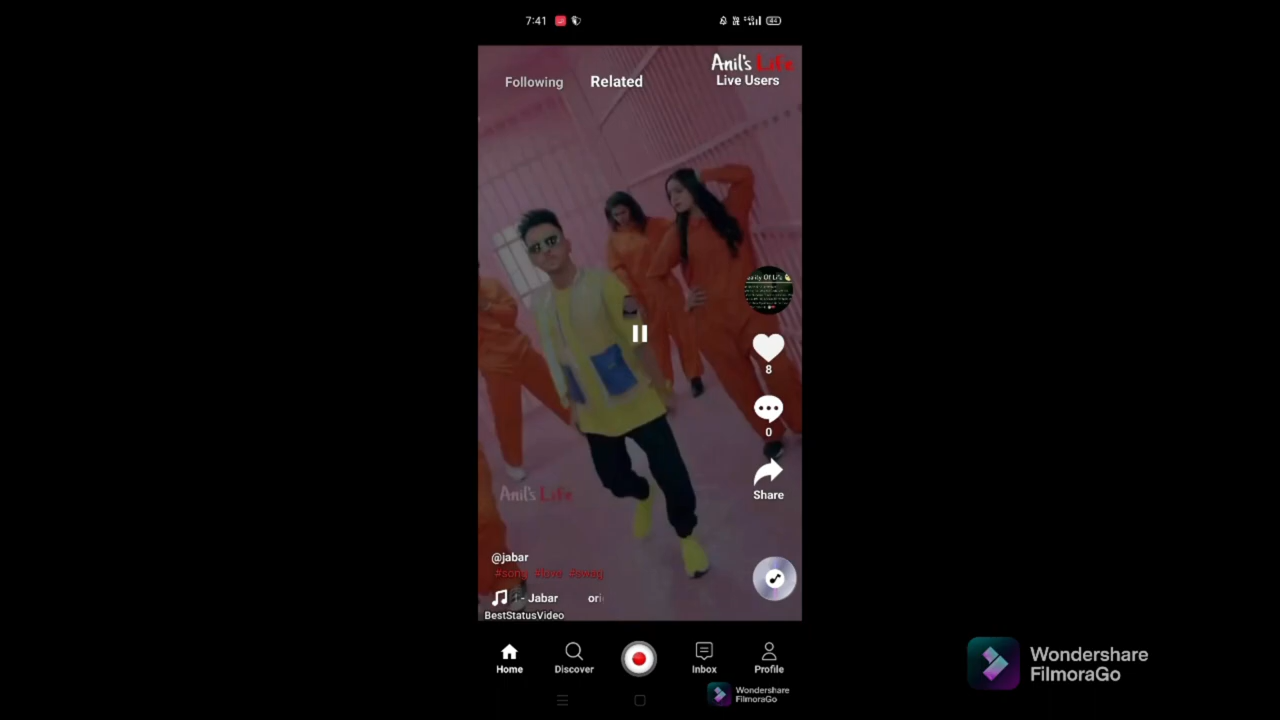 7:41
Anil's Life
Following Related Live Users
8
0
Share
Anil's Life
@jabar
#song #love #swag
- Jabar ori
BestStatusVideo
Home Discover Inbox Profile
Wondershare
FilmoraGo
Wondershare
FilmoraGo